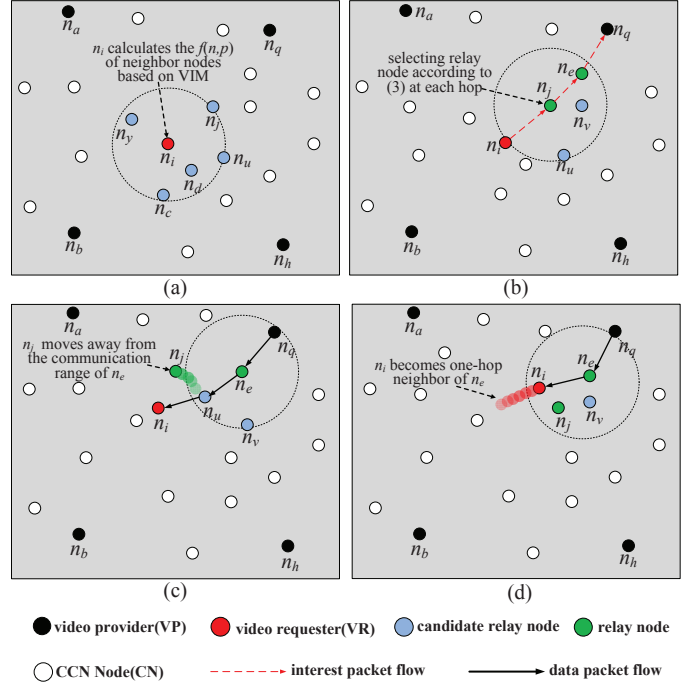 n_a
n_q
n_i calculates the f(n,p)
of neighbor nodes
based on VIM
n_j
n_y
n_i
n_u
n_d
n_c
n_b
n_h
(a)
n_a
n_q
selecting relay
node according to
(3) at each hop
n_e
n_j
n_v
n_i
n_u
n_b
n_h
(b)
n_a
n_j moves away from
the communication
range of n_e
n_j
n_q
n_e
n_u
n_i
n_v
n_b
n_h
(c)
n_a
n_q
n_i becomes one-hop
neighbor of n_e
n_e
n_i
n_v
n_j
n_b
n_h
(d)
video provider(VP)
video requester(VR)
candidate relay node
relay node
CCN Node(CN)
interest packet flow
data packet flow